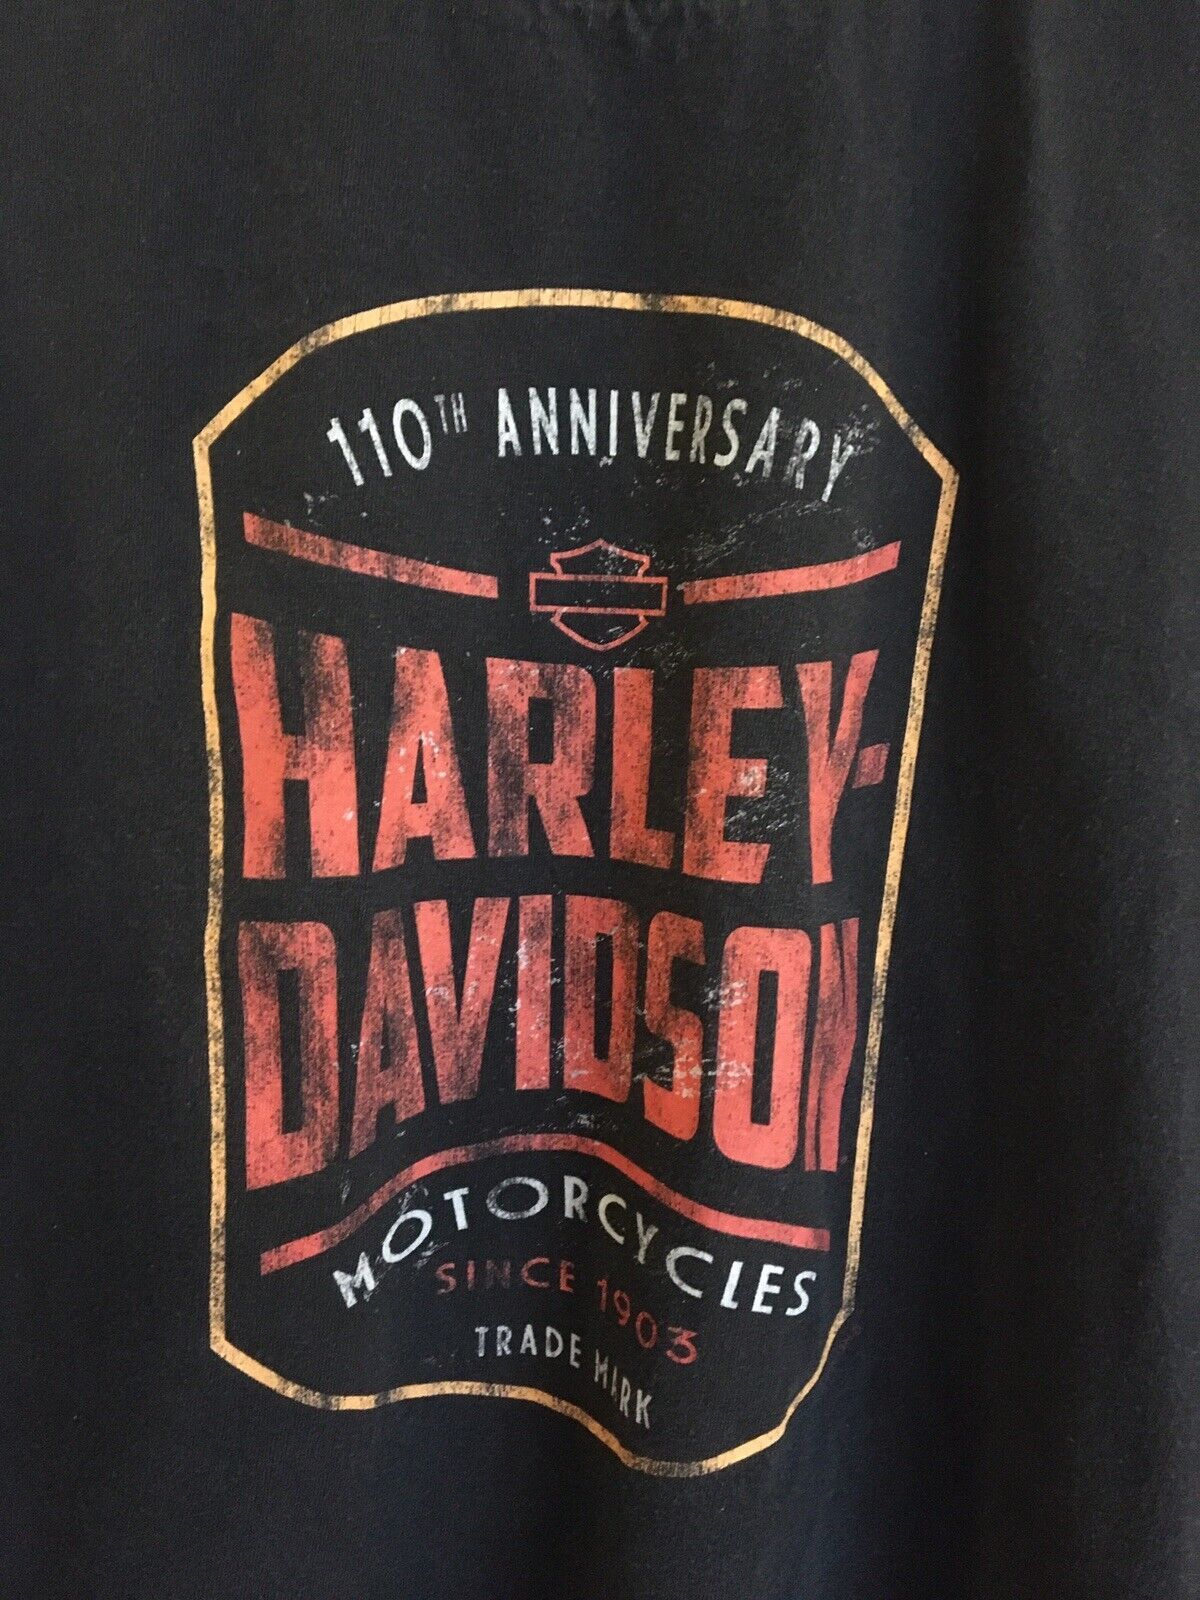 110TH ANNIVERSARY
HARLEY-
DAVIDSON
MOTORCYCLES
SINCE 1903
TRADE MARK